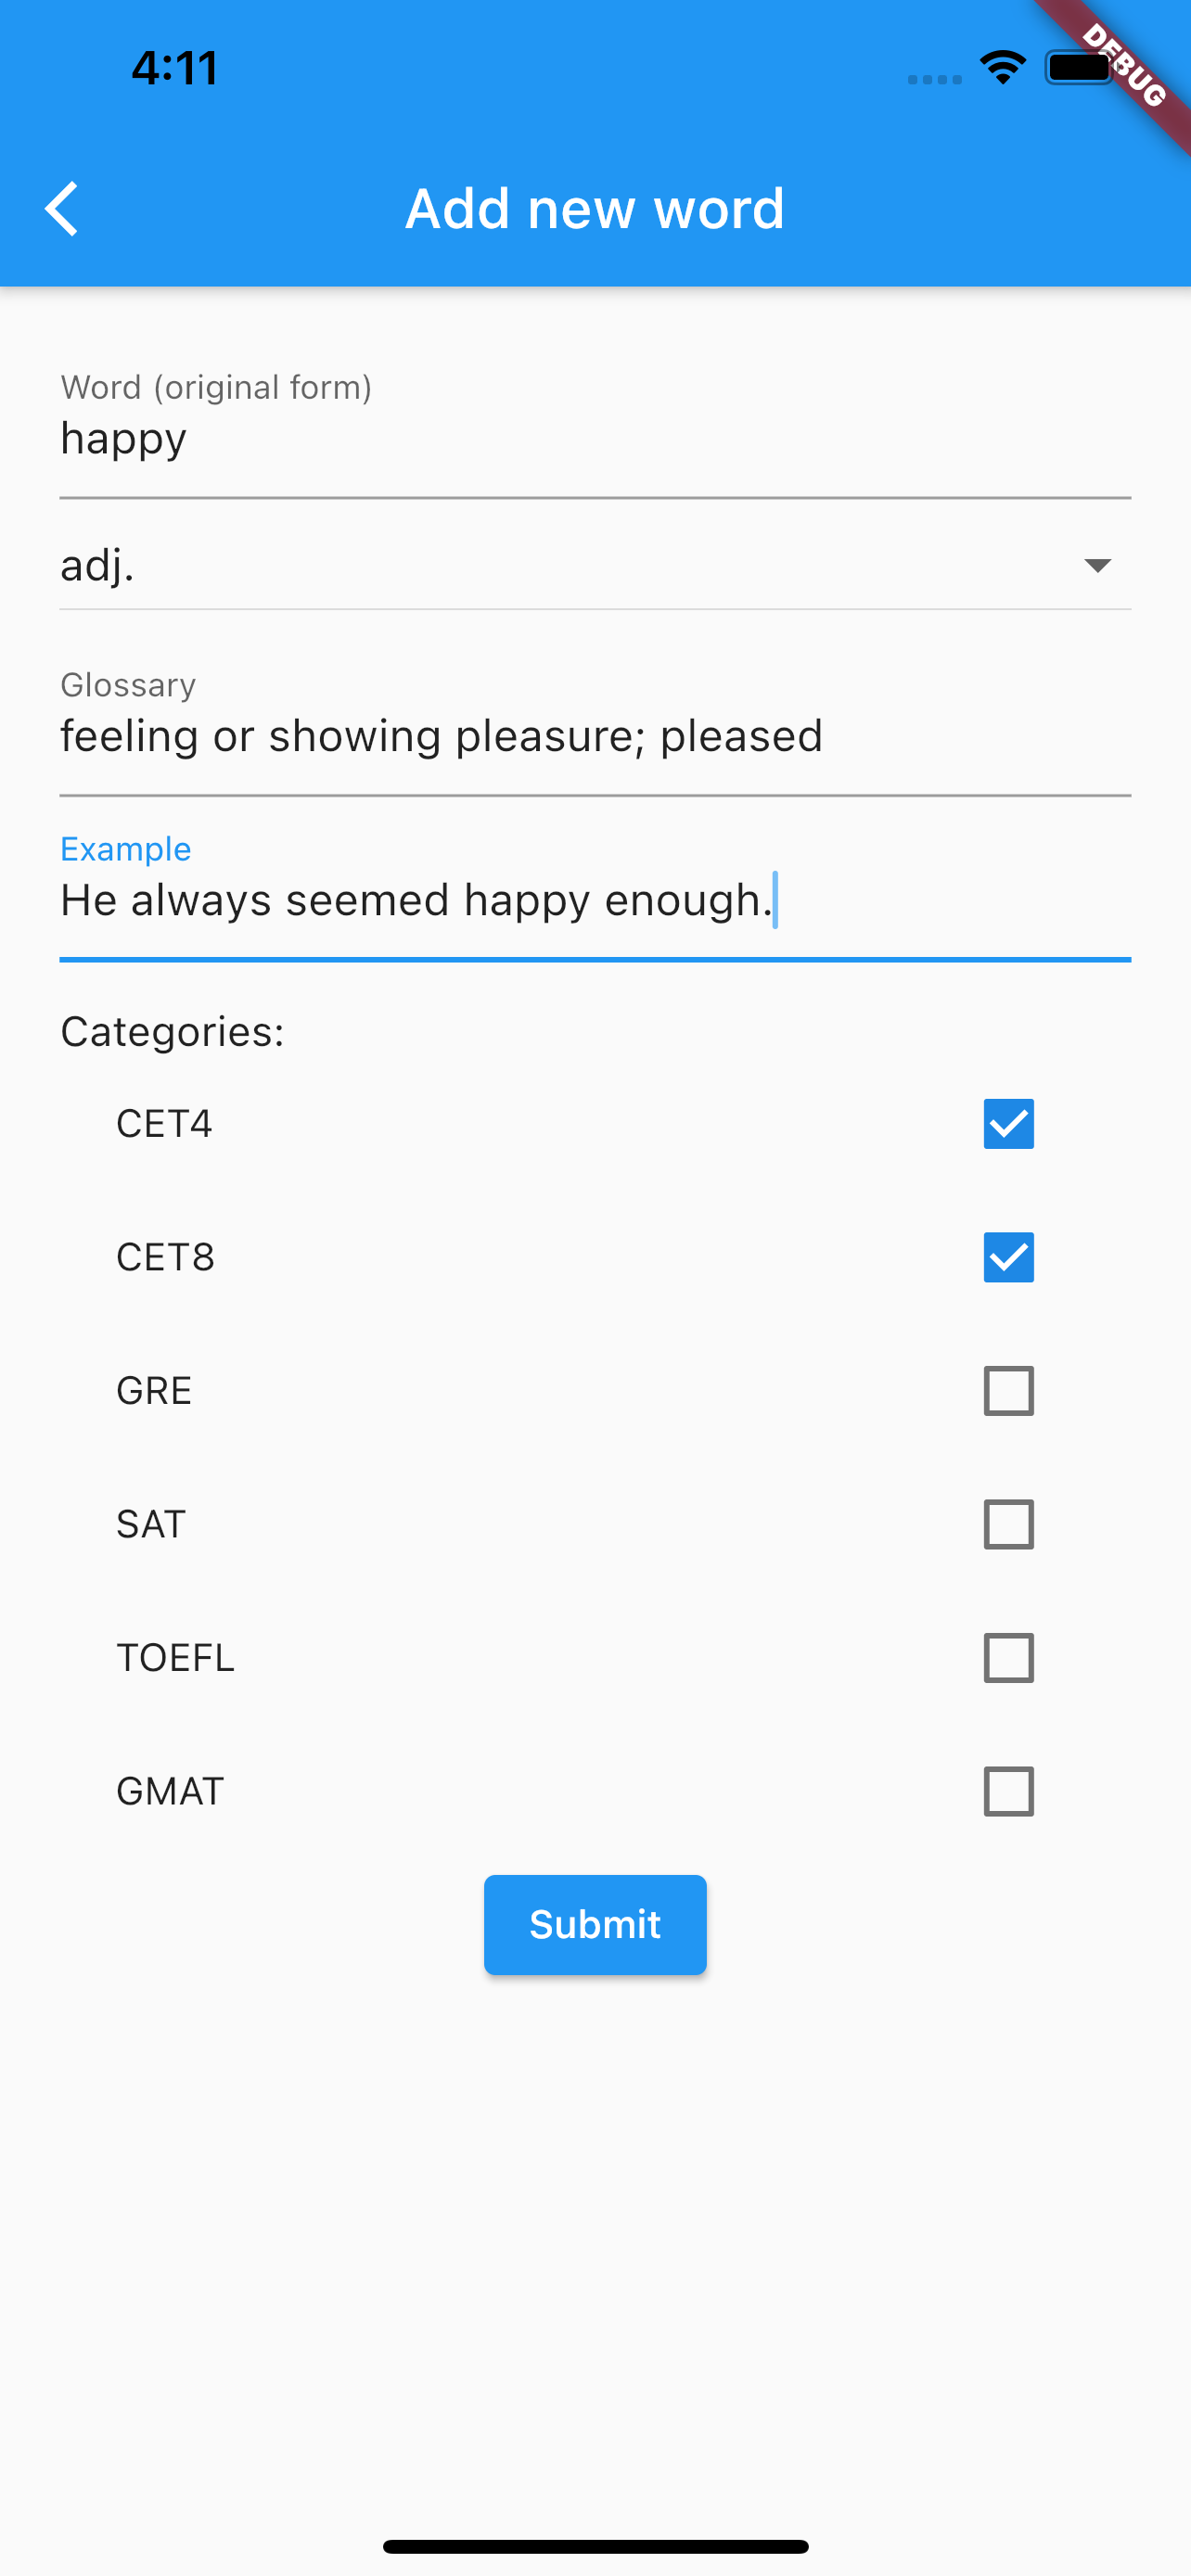 4:11
DEBUG
Add new word
Word (original form)
happy
adj.
Glossary
feeling or showing pleasure; pleased
Example
He always seemed happy enough.
Categories:
CET4
CET8
GRE
SAT
TOEFL
GMAT
Submit